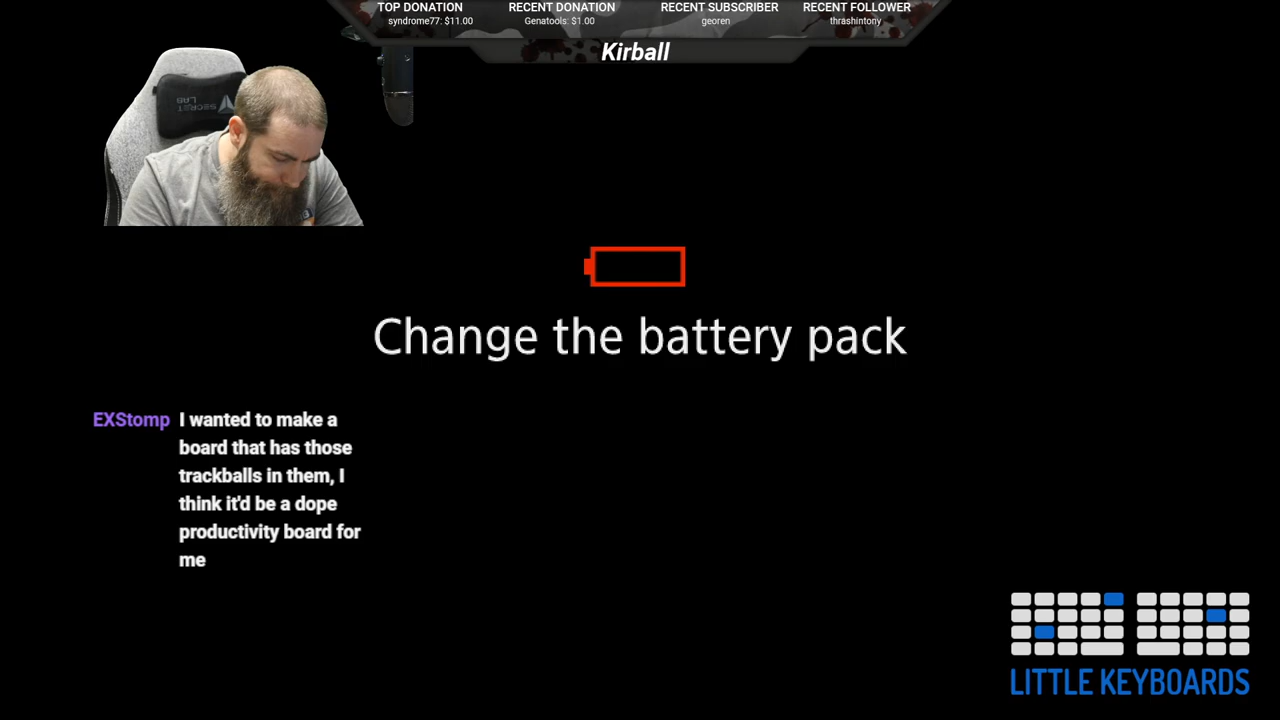 TOP DONATION
syndrome77: $11.00
RECENT DONATION
Genatools: $1.00
RECENT SUBSCRIBER
georen
RECENT FOLLOWER
thrashintony
Kirball
SECRET LAB
Change the battery pack
EXStomp I wanted to make a
board that has those
trackballs in them, I
think it'd be a dope
productivity board for
me
LITTLE KEYBOARDS